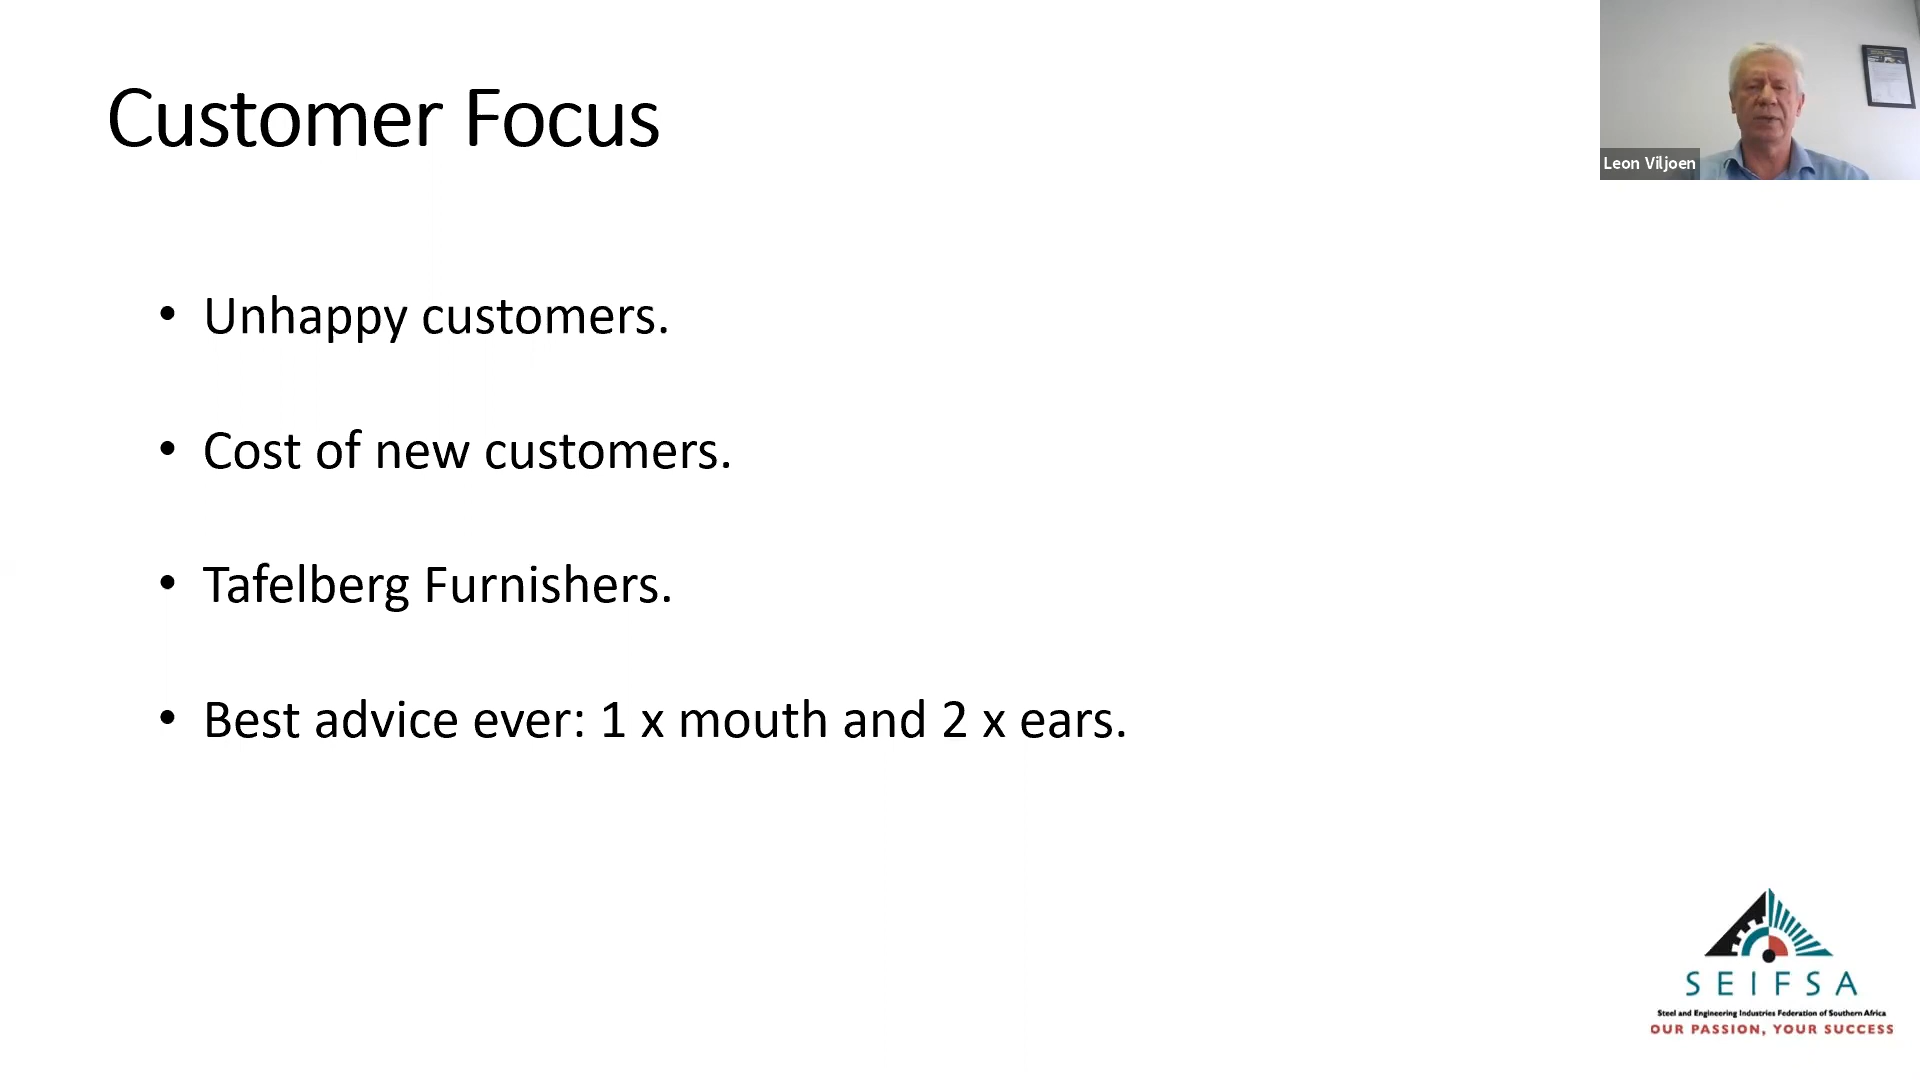 Customer Focus
Leon Viljoen
• Unhappy customers.
• Cost of new customers.
• Tafelberg Furnishers.
• Best advice ever: 1 x mouth and 2 x ears.
SEIFSA
Steel and Engineering Industries Federation of Southern Africa
OUR PASSION, YOUR SUCCESS